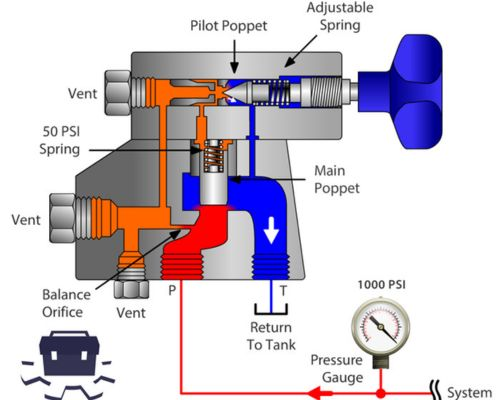 Adjustable
Spring
Pilot Poppet
Vent
50 PSI
Spring
Main
Poppet
Vent
Balance
Orifice
P
T
Vent
1000 PSI
Return
To Tank
Pressure
Gauge
System